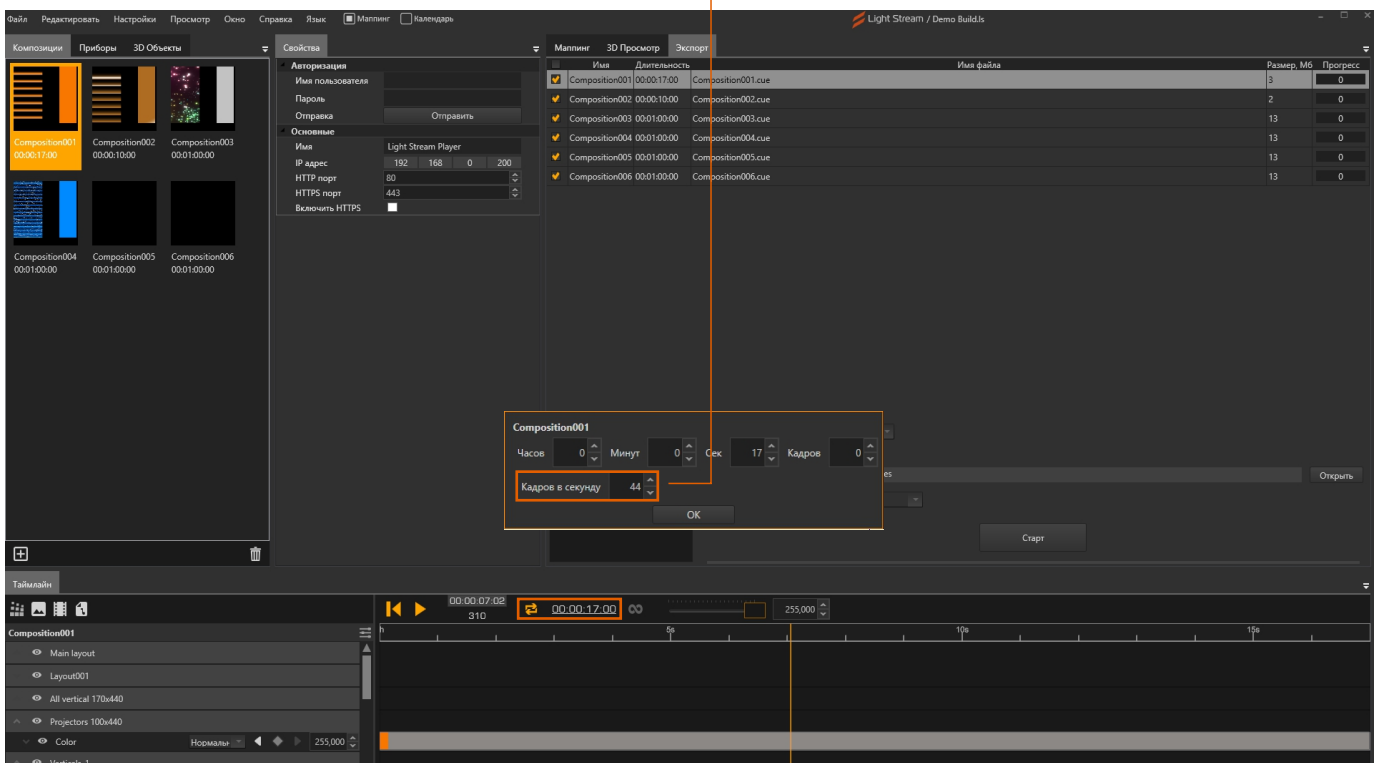 Файл Редактировать Настройки Просмотр Окно Справка Язык Маппинг Календарь
Light Stream / Demo Build.ls
Композиции Приборы 3D Объекты
Composition001
00:00:17:00
Composition002
00:00:10:00
Composition003
00:01:00:00
Composition004
00:01:00:00
Composition005
00:01:00:00
Composition006
00:01:00:00
Свойства
Авторизация
Имя пользователя
Пароль
Отправка Отправить
Основные
Имя Light Stream Player
IP адрес 192 168 0 200
HTTP порт 80
HTTPS порт 443
Включить HTTPS
Маппинг 3D Просмотр Экспорт
Имя Длительность Имя файла Размер, Мб Прогресс
Composition001 00:00:17:00 Composition001.cue 3 0
Composition002 00:00:10:00 Composition002.cue 2 0
Composition003 00:01:00:00 Composition003.cue 13 0
Composition004 00:01:00:00 Composition004.cue 13 0
Composition005 00:01:00:00 Composition005.cue 13 0
Composition006 00:01:00:00 Composition006.cue 13 0
Composition001
Часов 0 Минут 0 Сек 17 Кадров 0
Кадров в секунду 44
OK
es Открыть
Старт
Таймлайн
00:00:07:02
310
00:00:17:00
255,000
Composition001
h 5s 10s 15s
Main layout
Layout001
All vertical 170x440
Projectors 100x440
Color Нормальн 255,000